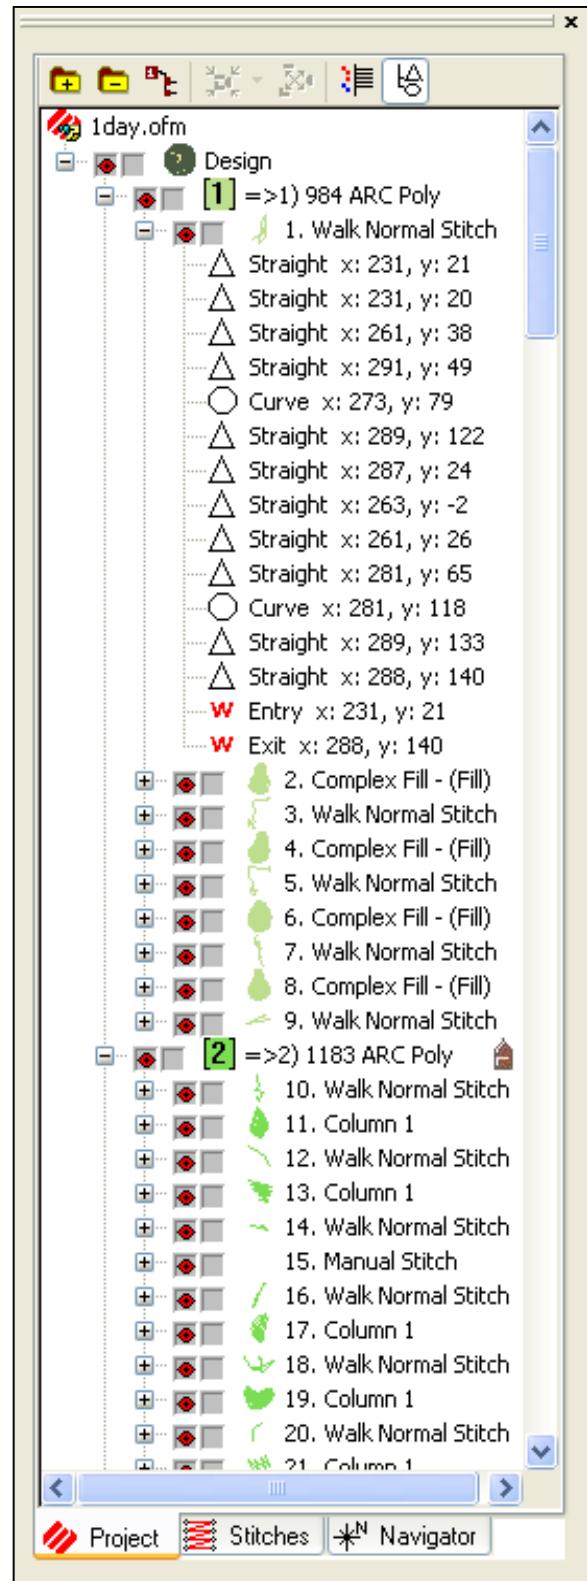 1day.ofm
Design
[1] =>1) 984 ARC Poly
1. Walk Normal Stitch
Straight x: 231, y: 21
Straight x: 231, y: 20
Straight x: 261, y: 38
Straight x: 291, y: 49
Curve x: 273, y: 79
Straight x: 289, y: 122
Straight x: 287, y: 24
Straight x: 263, y: -2
Straight x: 261, y: 26
Straight x: 281, y: 65
Curve x: 281, y: 118
Straight x: 289, y: 133
Straight x: 288, y: 140
W Entry x: 231, y: 21
W Exit x: 288, y: 140
2. Complex Fill - (Fill)
3. Walk Normal Stitch
4. Complex Fill - (Fill)
5. Walk Normal Stitch
6. Complex Fill - (Fill)
7. Walk Normal Stitch
8. Complex Fill - (Fill)
9. Walk Normal Stitch
[2] =>2) 1183 ARC Poly
10. Walk Normal Stitch
11. Column 1
12. Walk Normal Stitch
13. Column 1
14. Walk Normal Stitch
15. Manual Stitch
16. Walk Normal Stitch
17. Column 1
18. Walk Normal Stitch
19. Column 1
20. Walk Normal Stitch
21. Column 1
Project Stitches N Navigator